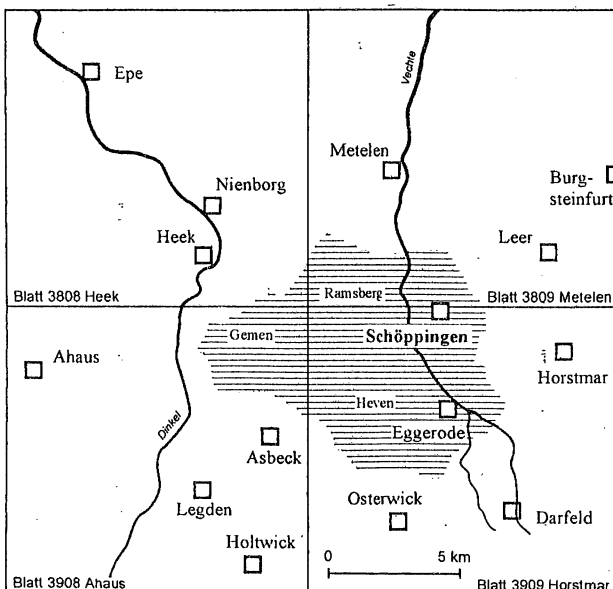 Epe
Vechte
Metelen
Nienborg
Burg-
steinfurt
Heek
Leer
Ramsberg
Blatt 3808 Heek
Blatt 3809 Metelen
Gemen
Schöppingen
Ahaus
Horstmar
Heven
Dinkel
Eggerode
Asbeck
Legden
Osterwick
Darfeld
Holtwick
0 5 km
Blatt 3908 Ahaus
Blatt 3909 Horstmar